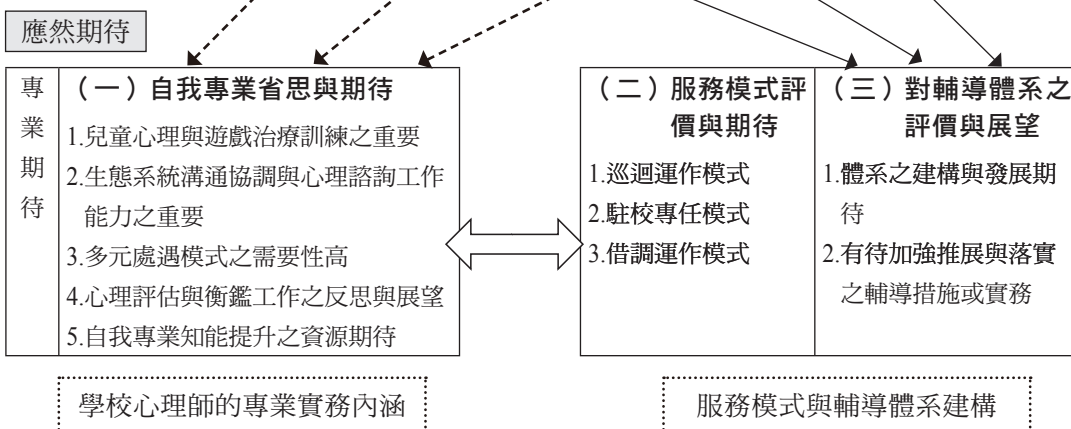 應然期待
專業期待
（一）自我專業省思與期待
1.兒童心理與遊戲治療訓練之重要
2.生態系統溝通協調與心理諮詢工作
能力之重要
3.多元處遇模式之需要性高
4.心理評估與衡鑑工作之反思與展望
5.自我專業知能提升之資源期待
（二）服務模式評
價與期待
1.巡迴運作模式
2.駐校專任模式
3.借調運作模式
（三）對輔導體系之
評價與展望
1.體系之建構與發展期
待
2.有待加強推展與落實
之輔導措施或實務
學校心理師的專業實務內涵
服務模式與輔導體系建構